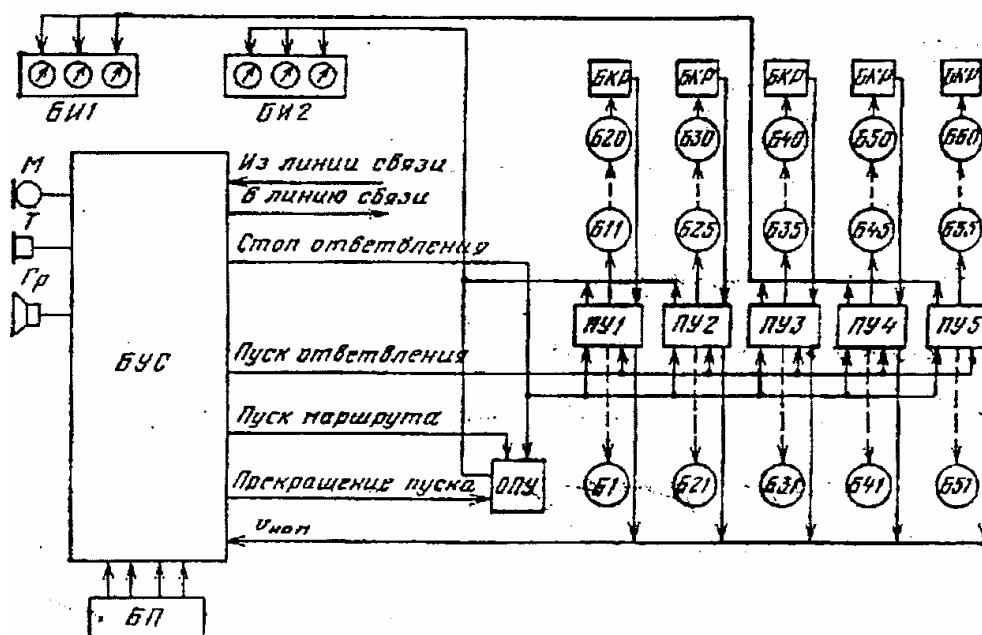 БИ1
БИ2
БКР
БКР
БКР
БКР
БКР
Б20
Б30
Б40
Б50
Б60
М
Т
Гр
Из линии связи
В линию связи
Стоп ответвления
Б11
Б25
Б35
Б45
Б55
БУС
ПУ1
ПУ2
ПУ3
ПУ4
ПУ5
Пуск ответвления
Пуск маршрута
Прекращение пуска
ОПУ
Б1
Б21
Б31
Б41
Б51
vном
БП